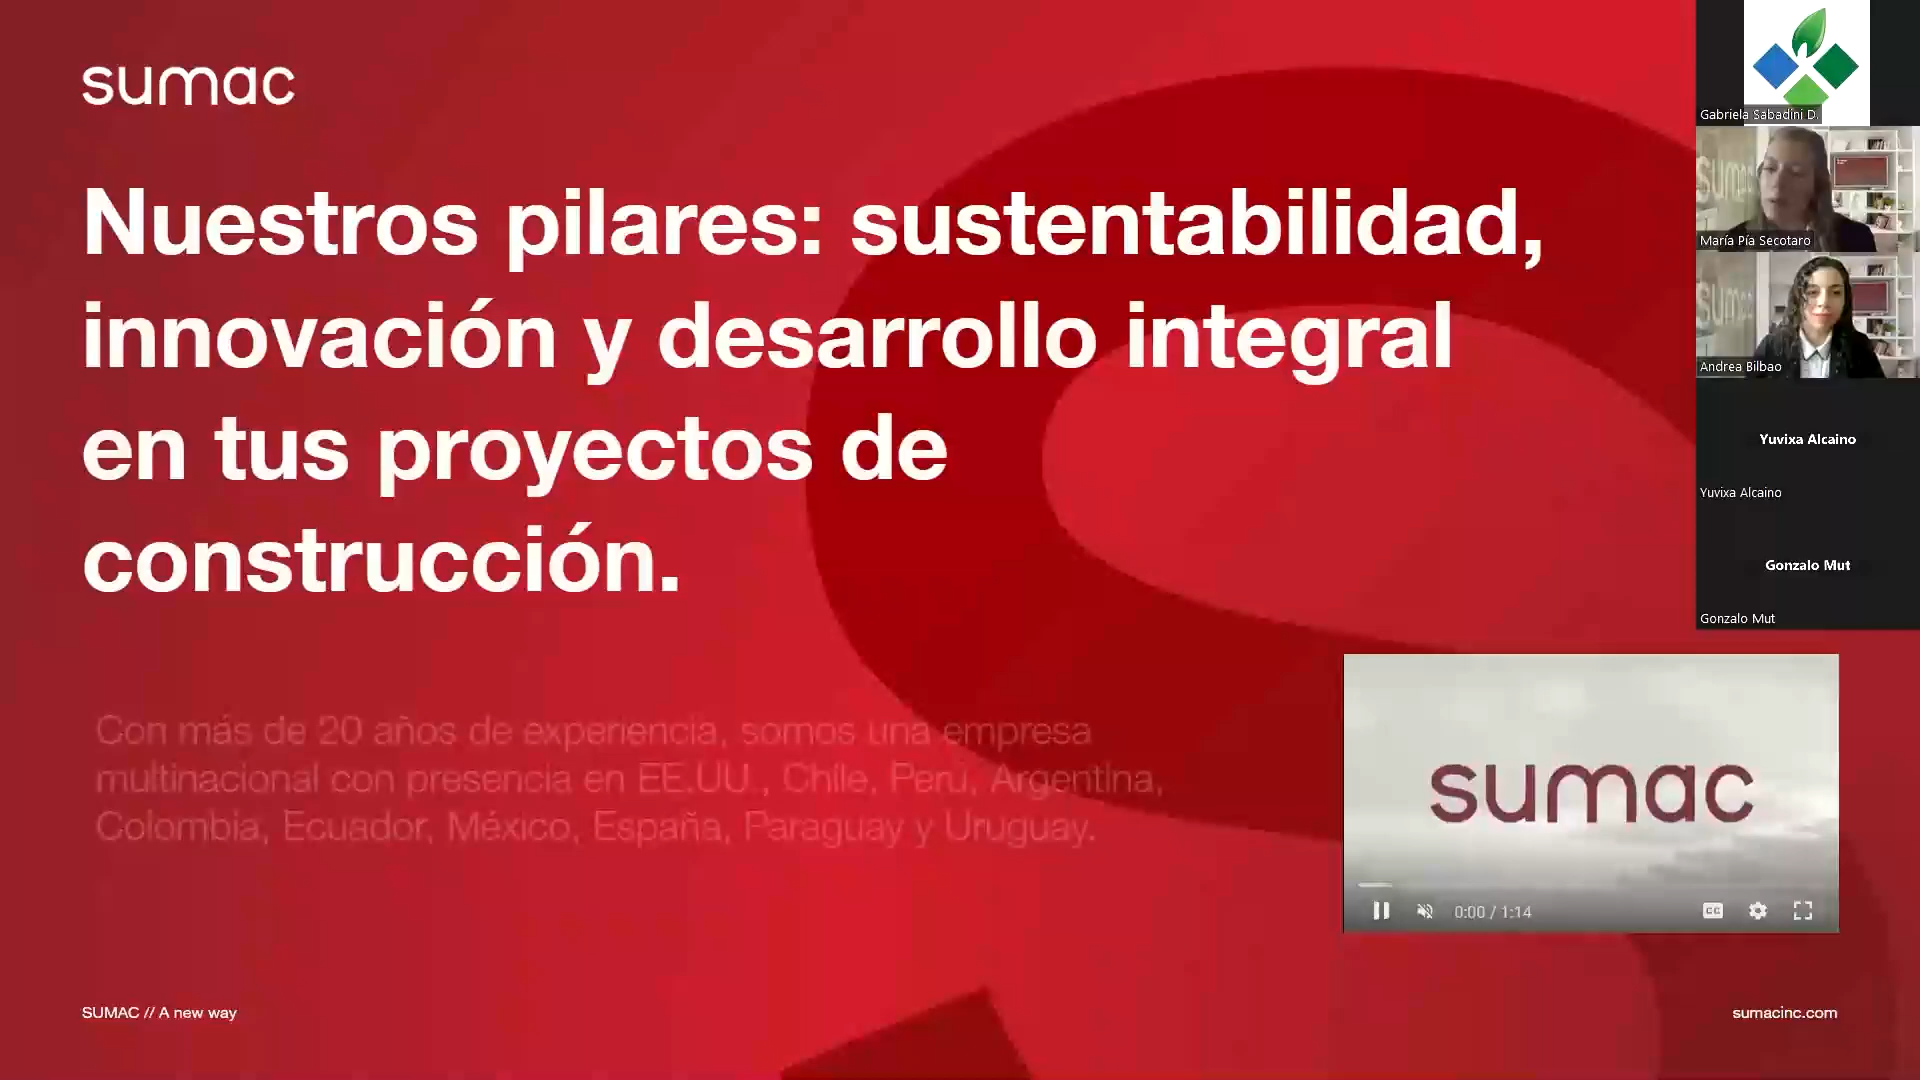 sumac
Nuestros pilares: sustentabilidad,
innovación y desarrollo integral
en tus proyectos de
construcción.
Con más de 20 años de experiencia, somos una empresa
multinacional con presencia en EE.UU., Chile, Perú, Argentina,
Colombia, Ecuador, México, España, Paraguay y Uruguay.
SUMAC // A new way
sumacinc.com
sumac
0:00 / 1:14
CC
Gabriela Sabadini D.
María Pía Secotaro
Andrea Bilbao
Yuvixa Alcaino
Yuvixa Alcaino
Gonzalo Mut
Gonzalo Mut